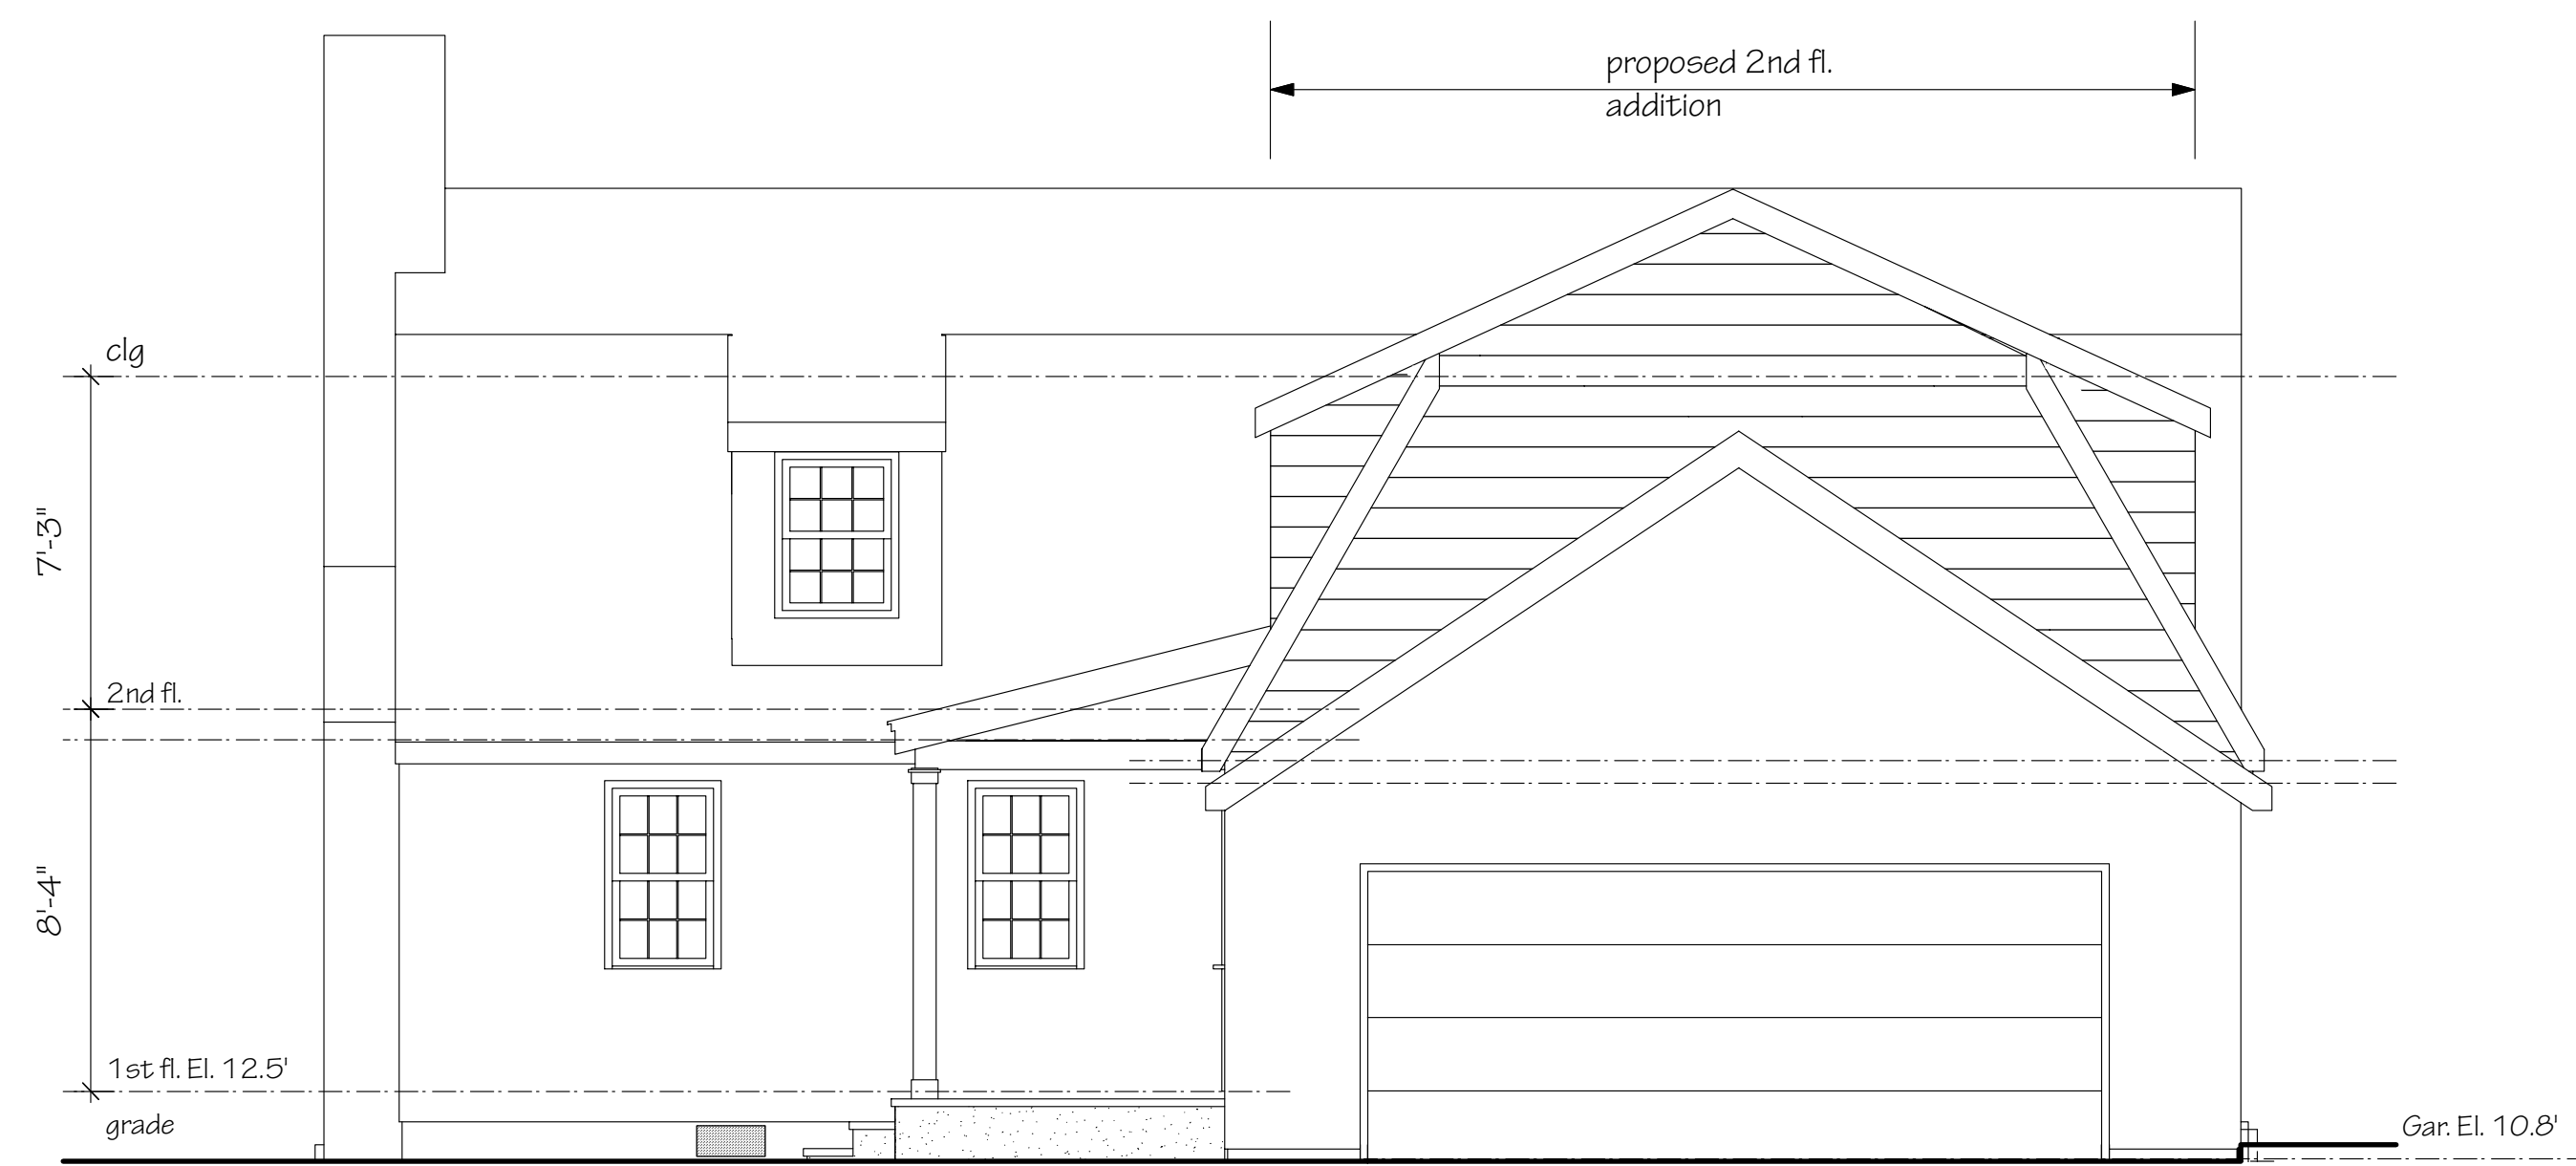 proposed 2nd fl.
addition
clg
7'-3"
2nd fl.
8'-4"
1st fl. El. 12.5'
grade
Gar. El. 10.8'